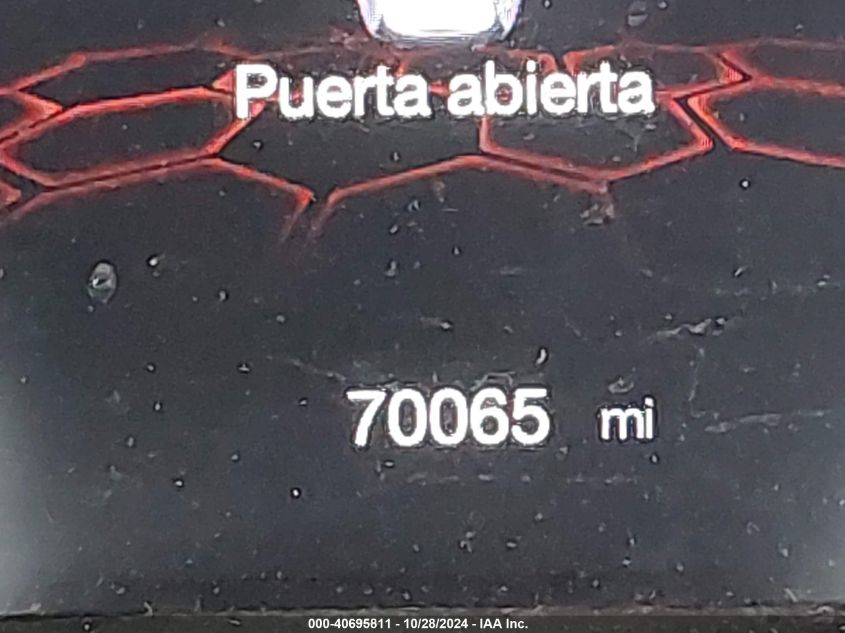 Puerta abierta
70065 mi
000-40695811 - 10/28/2024 - IAA Inc.